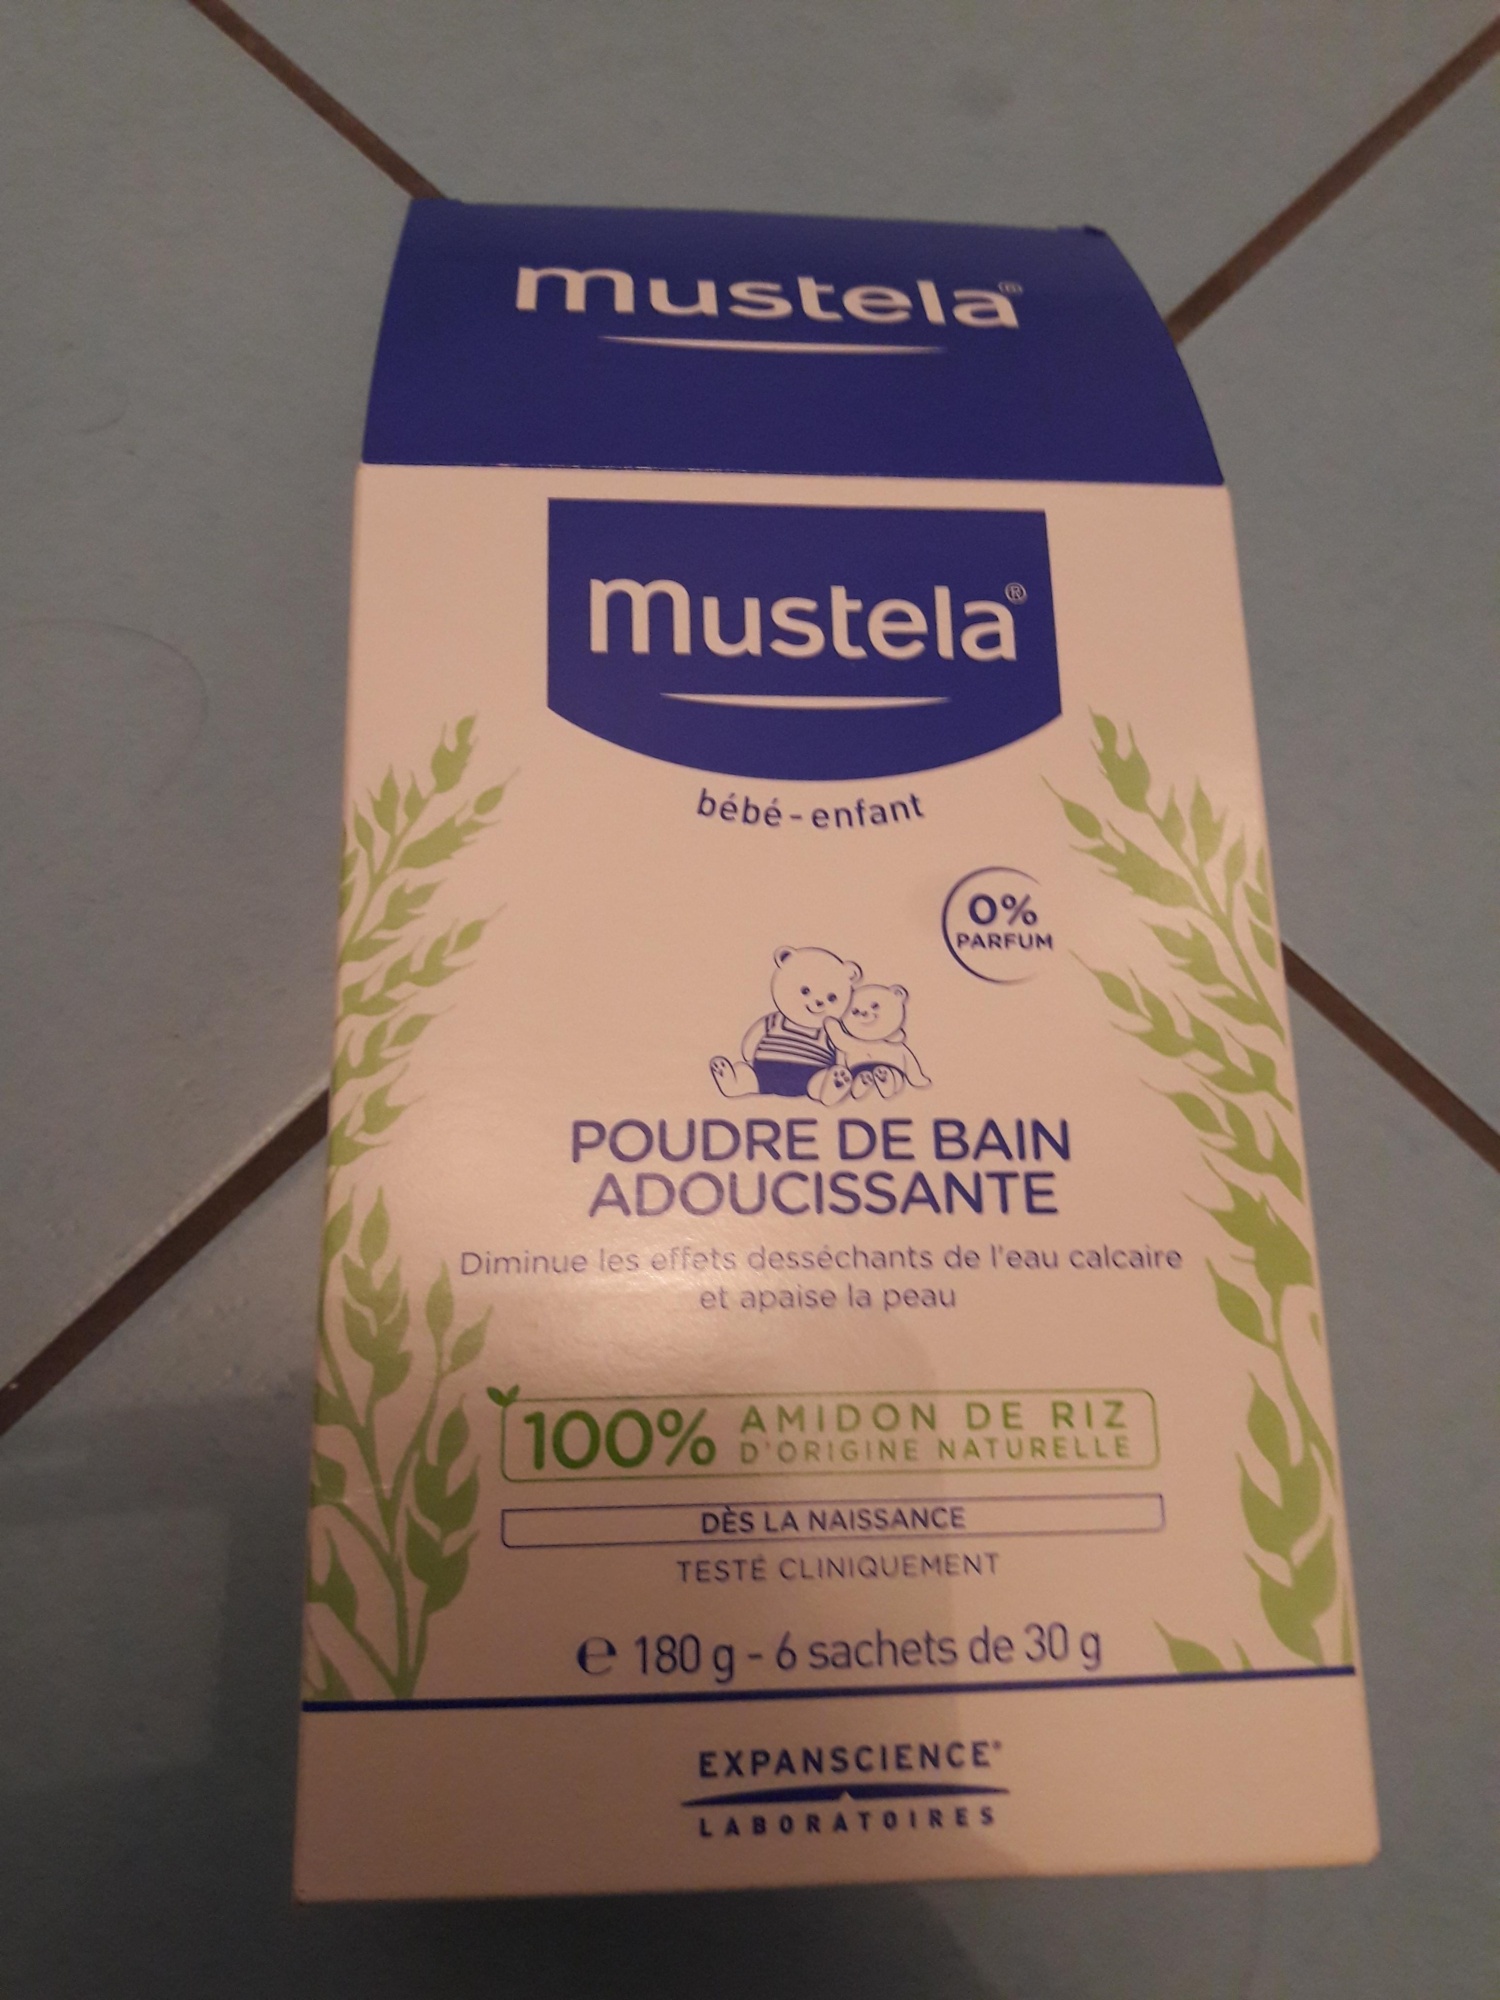 mustela®
mustela®
bébé-enfant
0%
PARFUM
POUDRE DE BAIN
ADOUCISSANTE
Diminue les effets desséchants de l'eau calcaire
et apaise la peau
100% AMIDON DE RIZ
D'ORIGINE NATURELLE
DÈS LA NAISSANCE
TESTÉ CLINIQUEMENT
℮ 180 g - 6 sachets de 30 g
EXPANSCIENCE®
LABORATOIRES